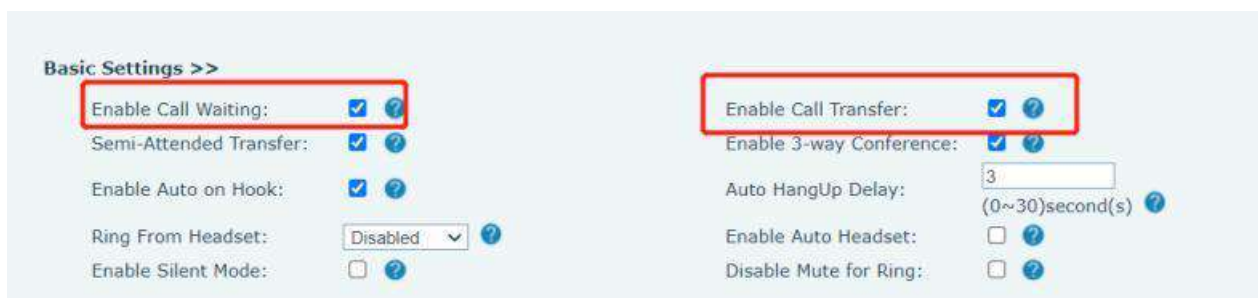 Basic Settings >>
Enable Call Waiting: ? Enable Call Transfer: ?
Semi-Attended Transfer: ? Enable 3-way Conference: ?
Enable Auto on Hook: ? Auto HangUp Delay: 3
(0~30)second(s) ?
Ring From Headset: Disabled ? Enable Auto Headset: ?
Enable Silent Mode: ? Disable Mute for Ring: ?